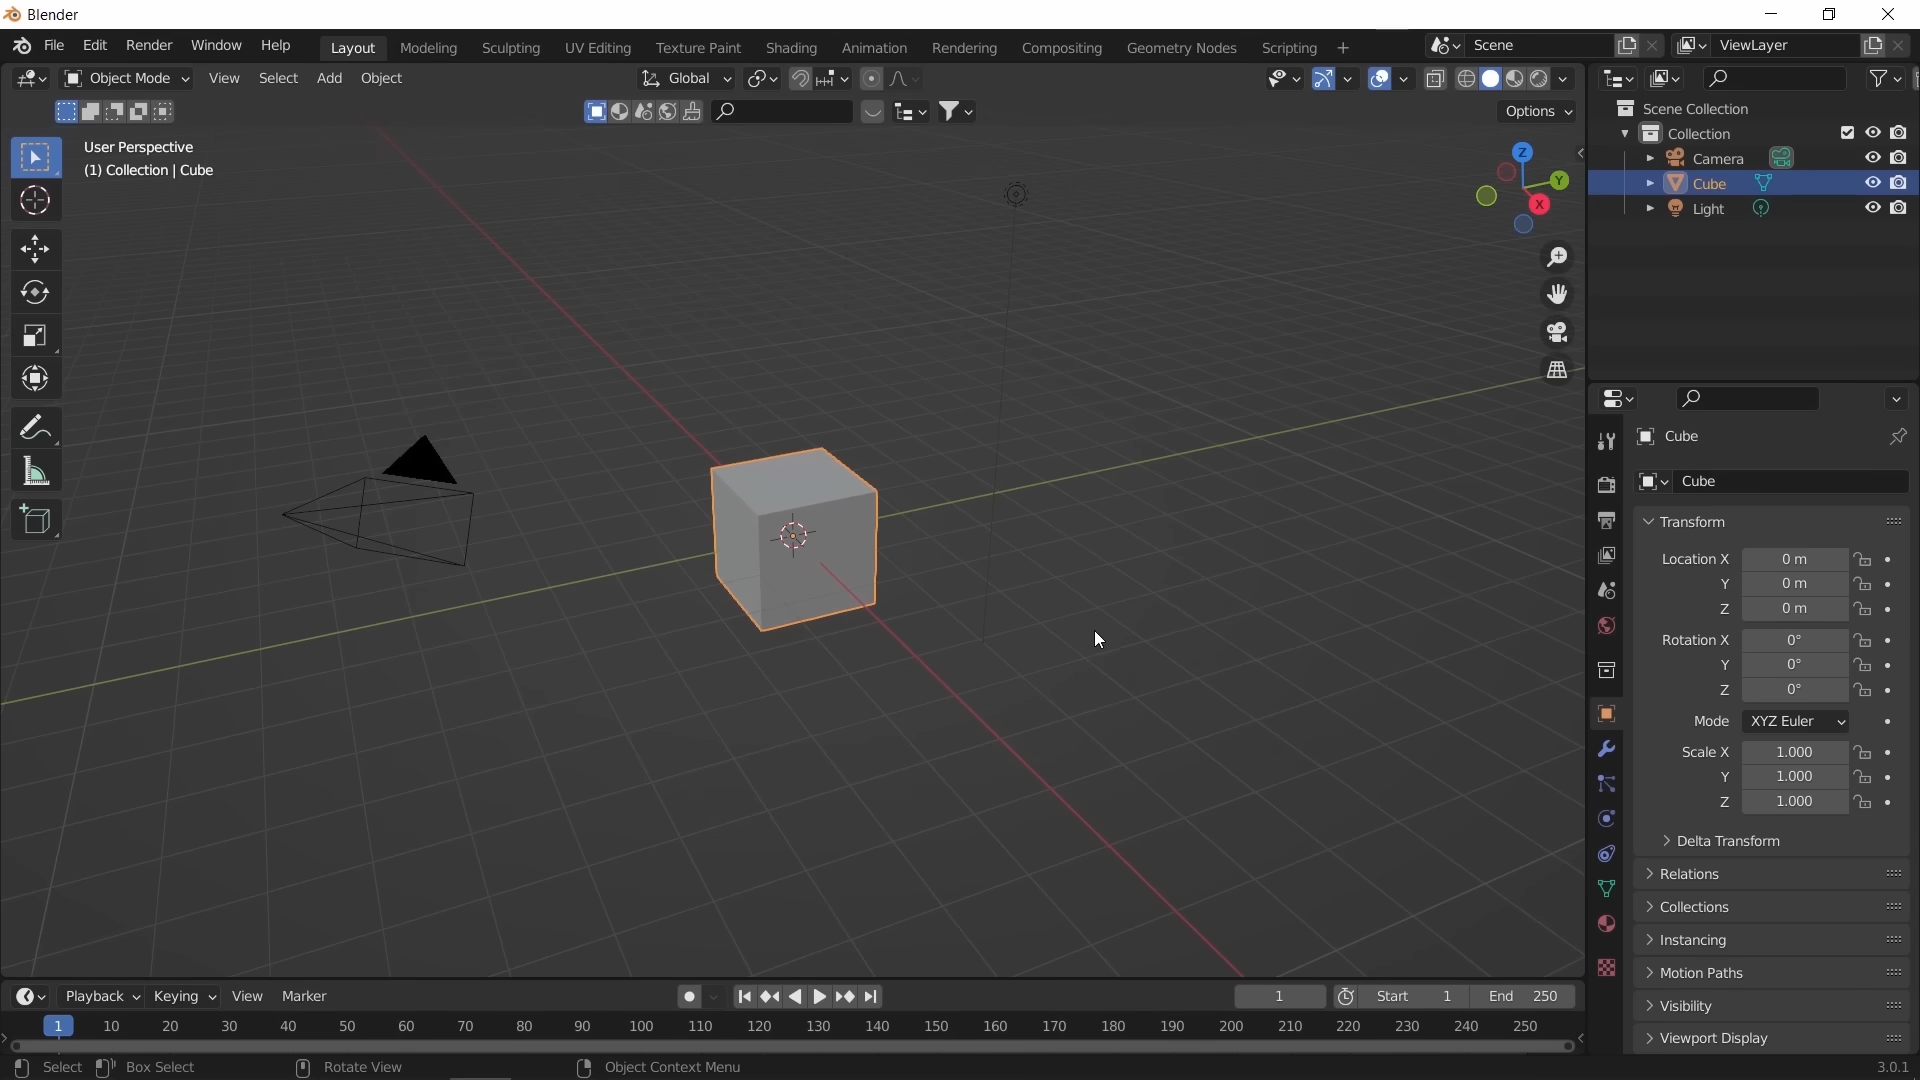 Blender
File Edit Render Window Help Layout Modeling Sculpting UV Editing Texture Paint Shading Animation Rendering Compositing Geometry Nodes Scripting + Scene ViewLayer
Object Mode View Select Add Object Global
Options
User Perspective
(1) Collection | Cube
Z
Y
X
Scene Collection
Collection
Camera
Cube
Light
Cube
Cube
Transform
Location X 0 m
Y 0 m
Z 0 m
Rotation X 0°
Y 0°
Z 0°
Mode XYZ Euler
Scale X 1.000
Y 1.000
Z 1.000
Delta Transform
Relations
Collections
Instancing
Motion Paths
Visibility
Viewport Display
Playback Keying View Marker 1 Start 1 End 250
1 10 20 30 40 50 60 70 80 90 100 110 120 130 140 150 160 170 180 190 200 210 220 230 240 250
Select Box Select Rotate View Object Context Menu 3.0.1